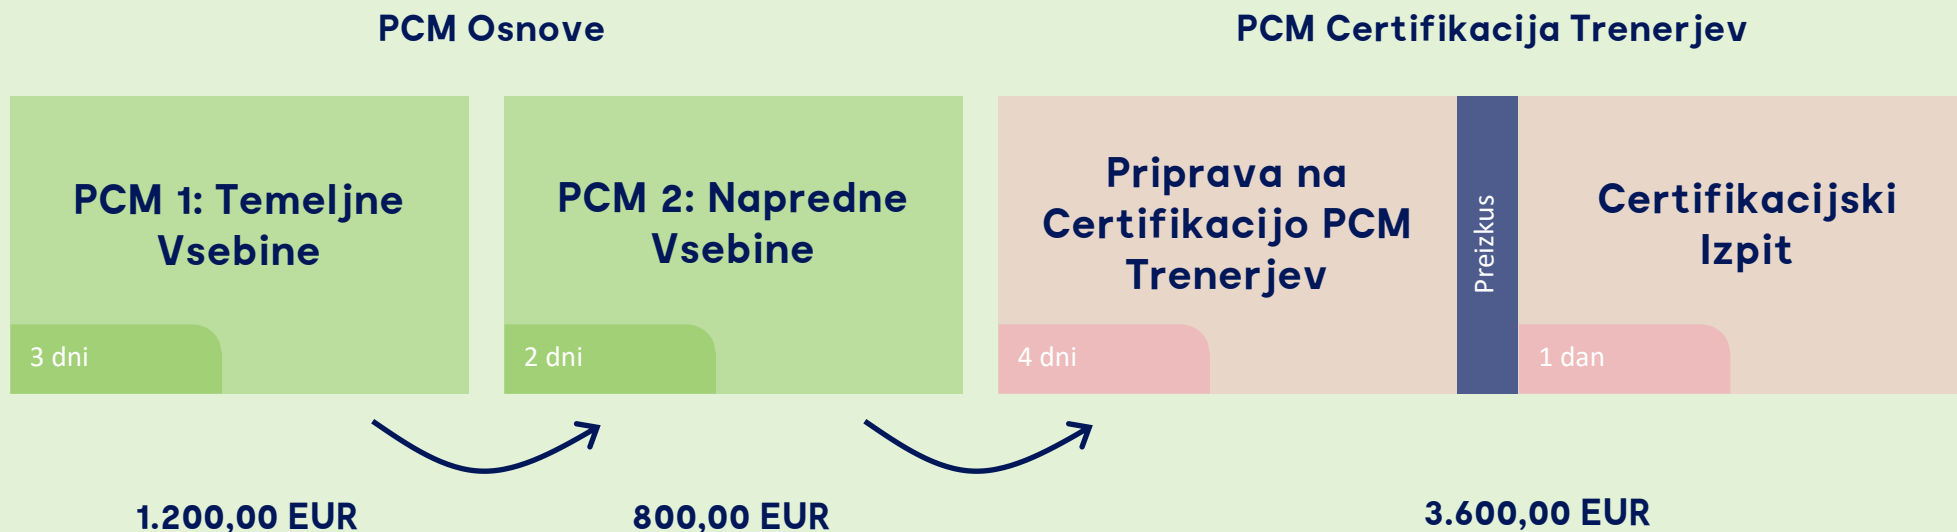 PCM Osnove
PCM Certifikacija Trenerjev
PCM 1: Temeljne
Vsebine
3 dni
PCM 2: Napredne
Vsebine
2 dni
Priprava na
Certifikacijo PCM
Trenerjev
4 dni
Preizkus
Certifikacijski
Izpit
1 dan
1.200,00 EUR
800,00 EUR
3.600,00 EUR